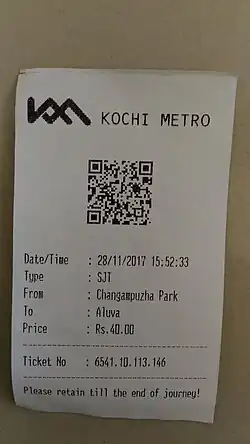 KOCHI METRO
Date/Time : 28/11/2017 15:52:33
Type : SJT
From : Changampuzha Park
To : Aluva
Price : Rs.40.00
Ticket No : 6541.10.113.146
Please retain till the end of journey!